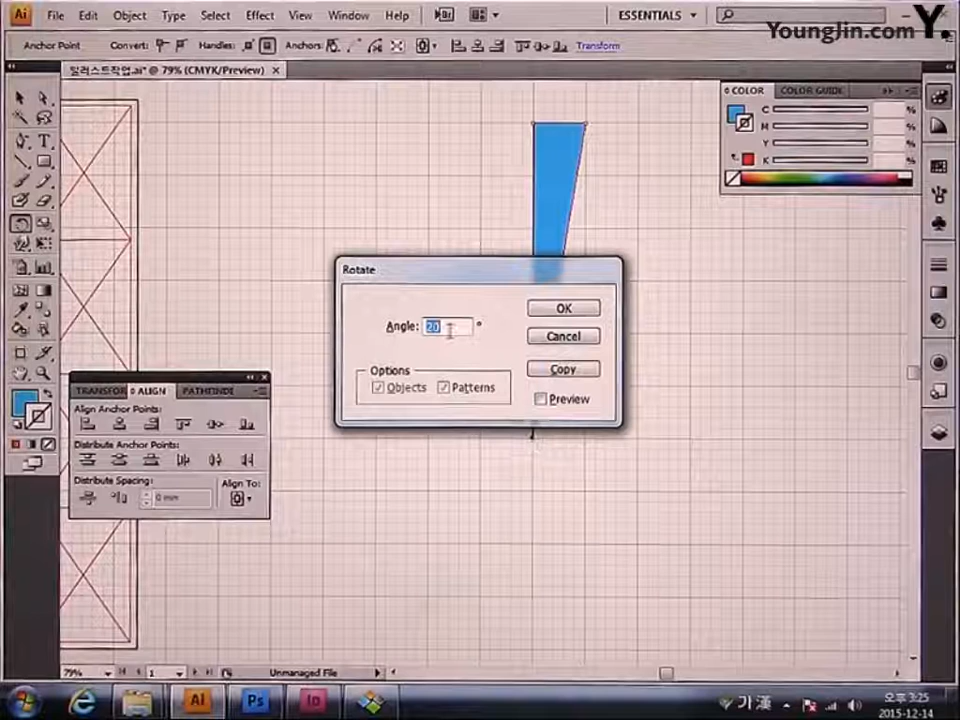 Ai File Edit Object Type Select Effect View Window Help Br ESSENTIALS
Y.
Younglin.com
Anchor Point Convert: Handles: Anchors: Transform
일러스트작업.ai* @ 79% (CMYK/Preview)
COLOR COLOR GUIDE
C %
M %
Y %
K %
Rotate
Angle: 20 °
OK
Cancel
Copy
Preview
Options
Objects Patterns
TRANSFOR ALIGN PATHFINDE
Align Anchor Points:
Distribute Anchor Points:
Distribute Spacing: Align To:
0 mm
79% 1 Unmanaged File
Ai Ps Id
가 漢
오후 3:25
2015-12-14